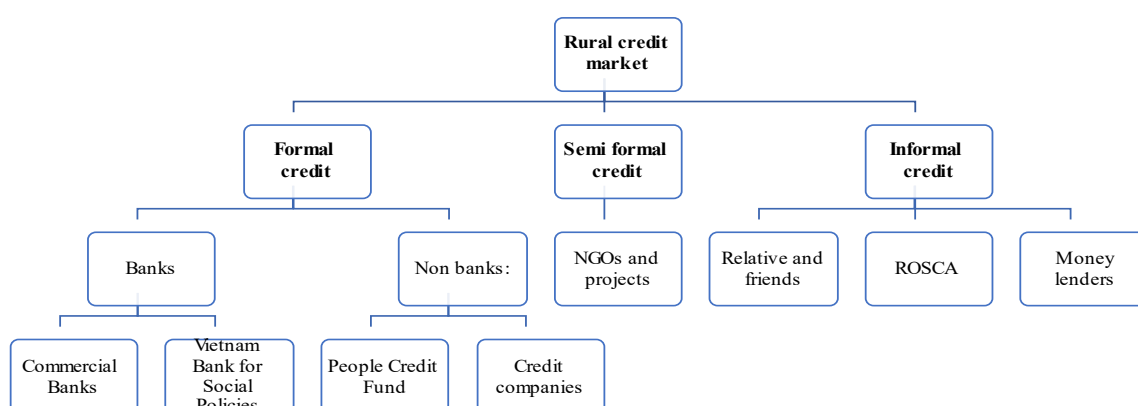 Rural credit
market
Formal
credit
Semi formal
credit
Informal
credit
Banks
Non banks:
NGOs and
projects
Relative and
friends
ROSCA
Money
lenders
Commercial
Banks
Vietnam
Bank for
Social
Policies
People Credit
Fund
Credit
companies